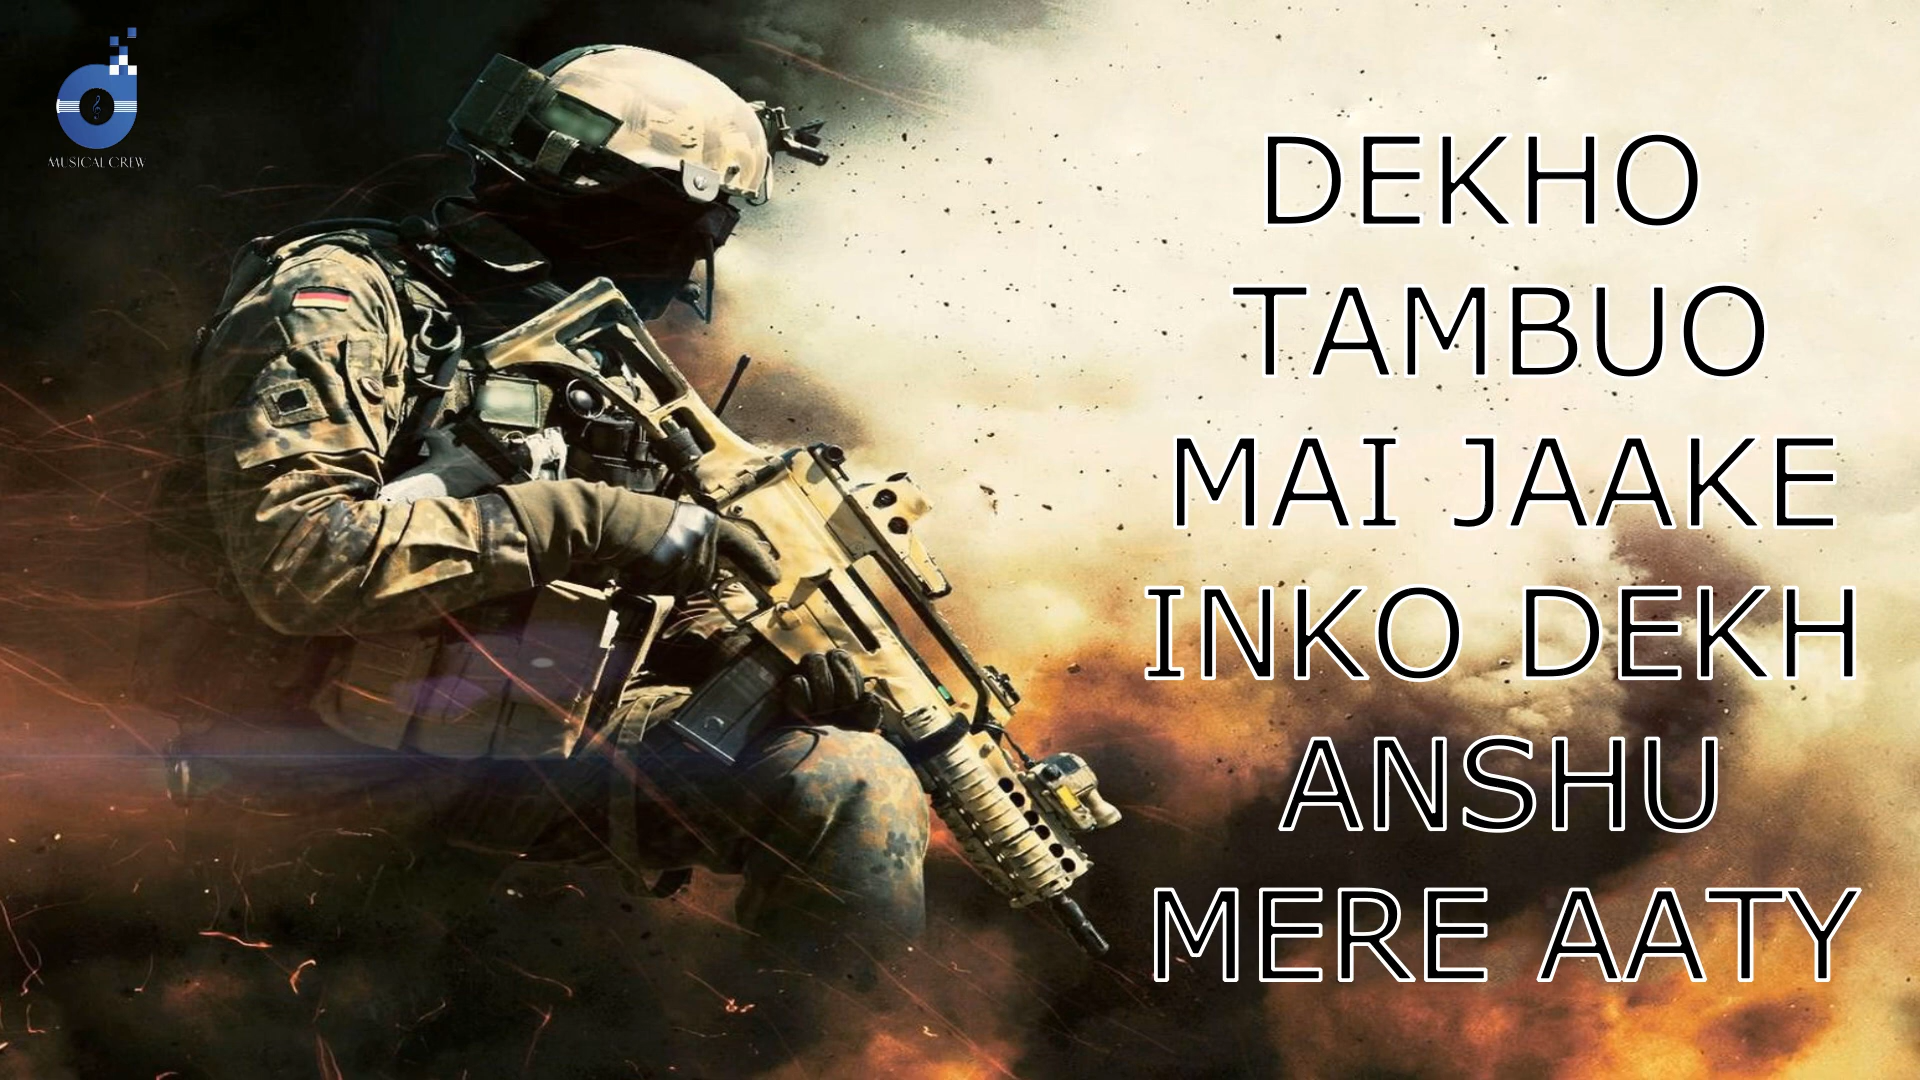 MUSICAL CREW
DEKHO
TAMBUO
MAI JAAKE
INKO DEKH
ANSHU
MERE AATY